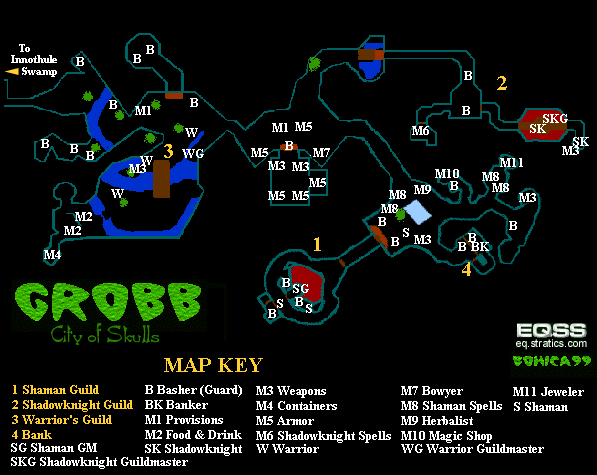 To
Innothule
Swamp
B
B
B
B
M1
B
B
B
B
B
W
3
W
M3
WG
W
M2
M2
M4
M1
M5
M5
B
M7
M3
M3
M5
M5
B
2
B
M6
SKG
SK
SK
M3
M11
M10
B
M8
M8
M3
M8
M9
M8
B
S
B
M3
B
B
B
BK
4
1
B
SG
B
S
S
B
GROBB
City of Skulls
EQSS
eq.stratics.com
BOHICA99
MAP KEY
1 Shaman Guild
2 Shadowknight Guild
3 Warrior's Guild
4 Bank
SG Shaman GM
SKG Shadowknight Guildmaster
B Basher (Guard)
BK Banker
M1 Provisions
M2 Food & Drink
SK Shadowknight
M3 Weapons
M4 Containers
M5 Armor
M6 Shadowknight Spells
W Warrior
M7 Bowyer
M8 Shaman Spells
M9 Herbalist
M10 Magic Shop
WG Warrior Guildmaster
M11 Jeweler
S Shaman